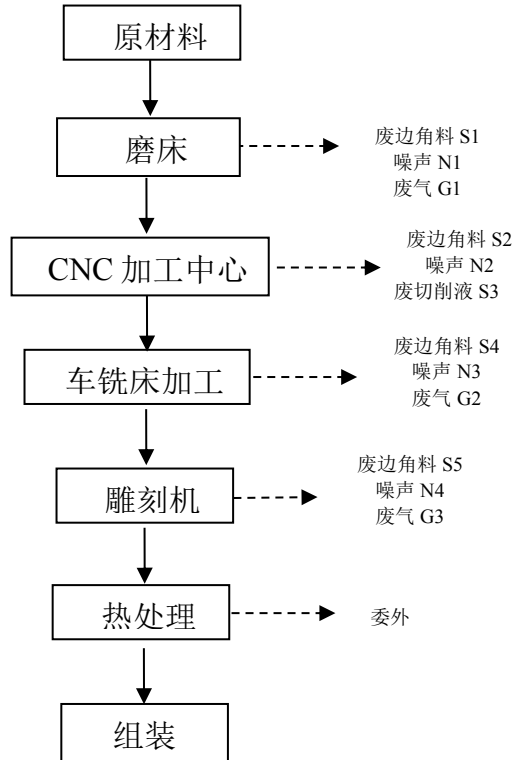 原材料
磨床
废边角料 S1
噪声 N1
废气 G1
CNC 加工中心
废边角料 S2
噪声 N2
废切削液 S3
车铣床加工
废边角料 S4
噪声 N3
废气 G2
雕刻机
废边角料 S5
噪声 N4
废气 G3
热处理
委外
组装